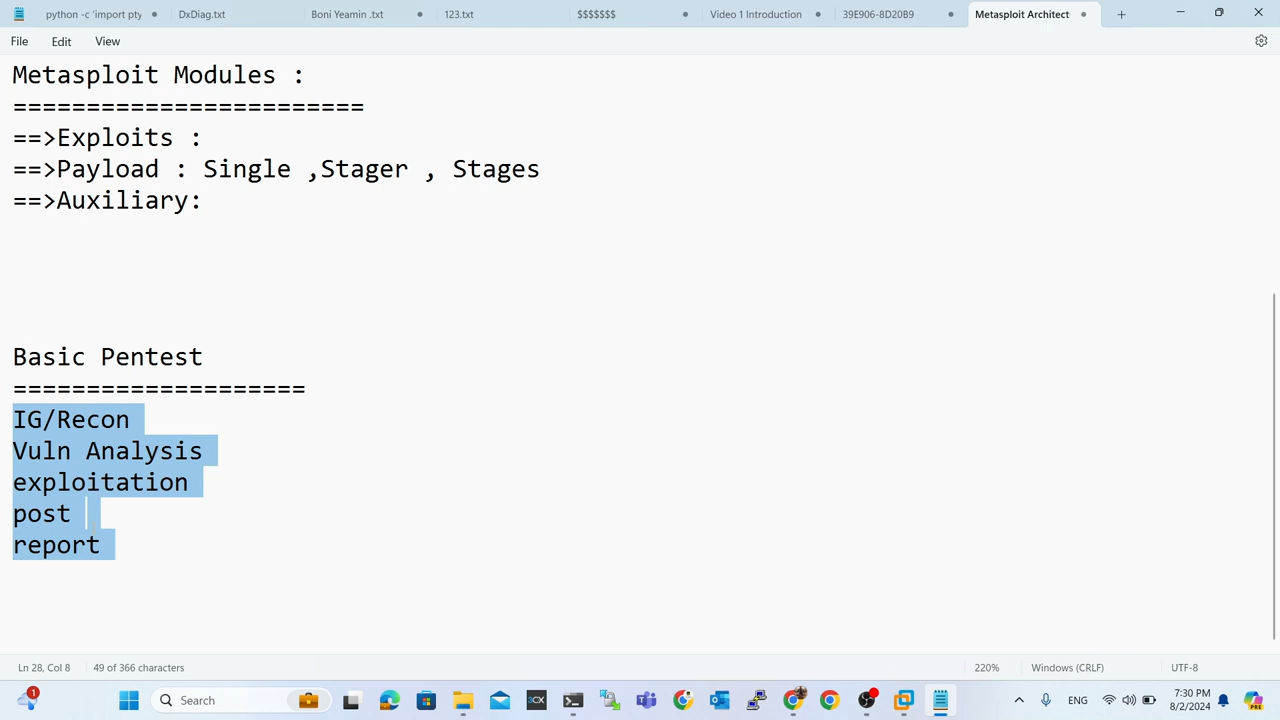 python -c 'import pty
DxDiag.txt
Boni Yeamin .txt
123.txt
$$$$$$$
Video 1 Introduction
39E906-8D20B9
Metasploit Architect
File
Edit
View
Metasploit Modules :
========================
==>Exploits :
==>Payload : Single ,Stager , Stages
==>Auxiliary:
Basic Pentest
====================
IG/Recon
Vuln Analysis
exploitation
post
report
Ln 28, Col 8
49 of 366 characters
220%
Windows (CRLF)
UTF-8
1
Search
3CX
ENG
7:30 PM
8/2/2024